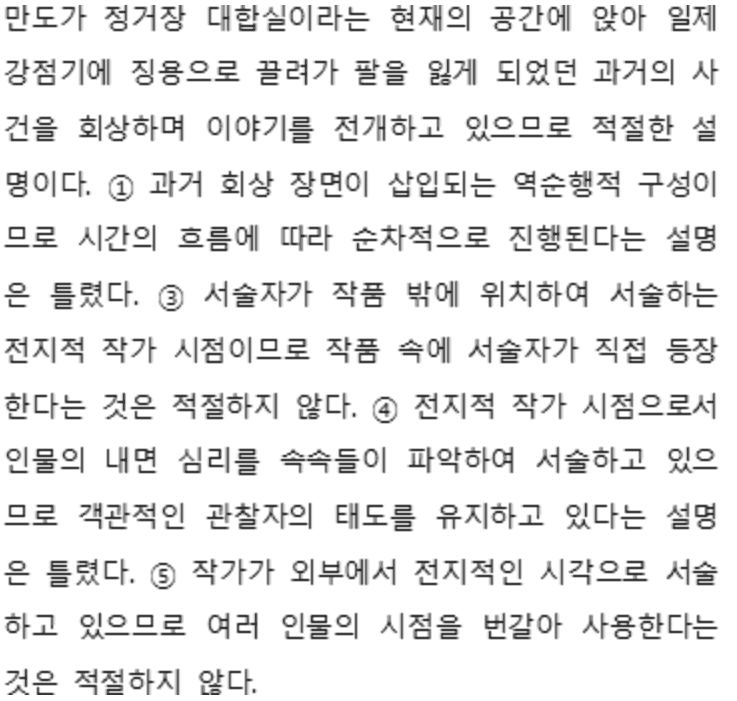 만도가 정거장 대합실이라는 현재의 공간에 앉아 일제
강점기에 징용으로 끌려가 팔을 잃게 되었던 과거의 사
건을 회상하며 이야기를 전개하고 있으므로 적절한 설
명이다. ① 과거 회상 장면이 삽입되는 역순행적 구성이
므로 시간의 흐름에 따라 순차적으로 진행된다는 설명
은 틀렸다. ③ 서술자가 작품 밖에 위치하여 서술하는
전지적 작가 시점이므로 작품 속에 서술자가 직접 등장
한다는 것은 적절하지 않다. ④ 전지적 작가 시점으로서
인물의 내면 심리를 속속들이 파악하여 서술하고 있으
므로 객관적인 관찰자의 태도를 유지하고 있다는 설명
은 틀렸다. ⑤ 작가가 외부에서 전지적인 시각으로 서술
하고 있으므로 여러 인물의 시점을 번갈아 사용한다는
것은 적절하지 않다.